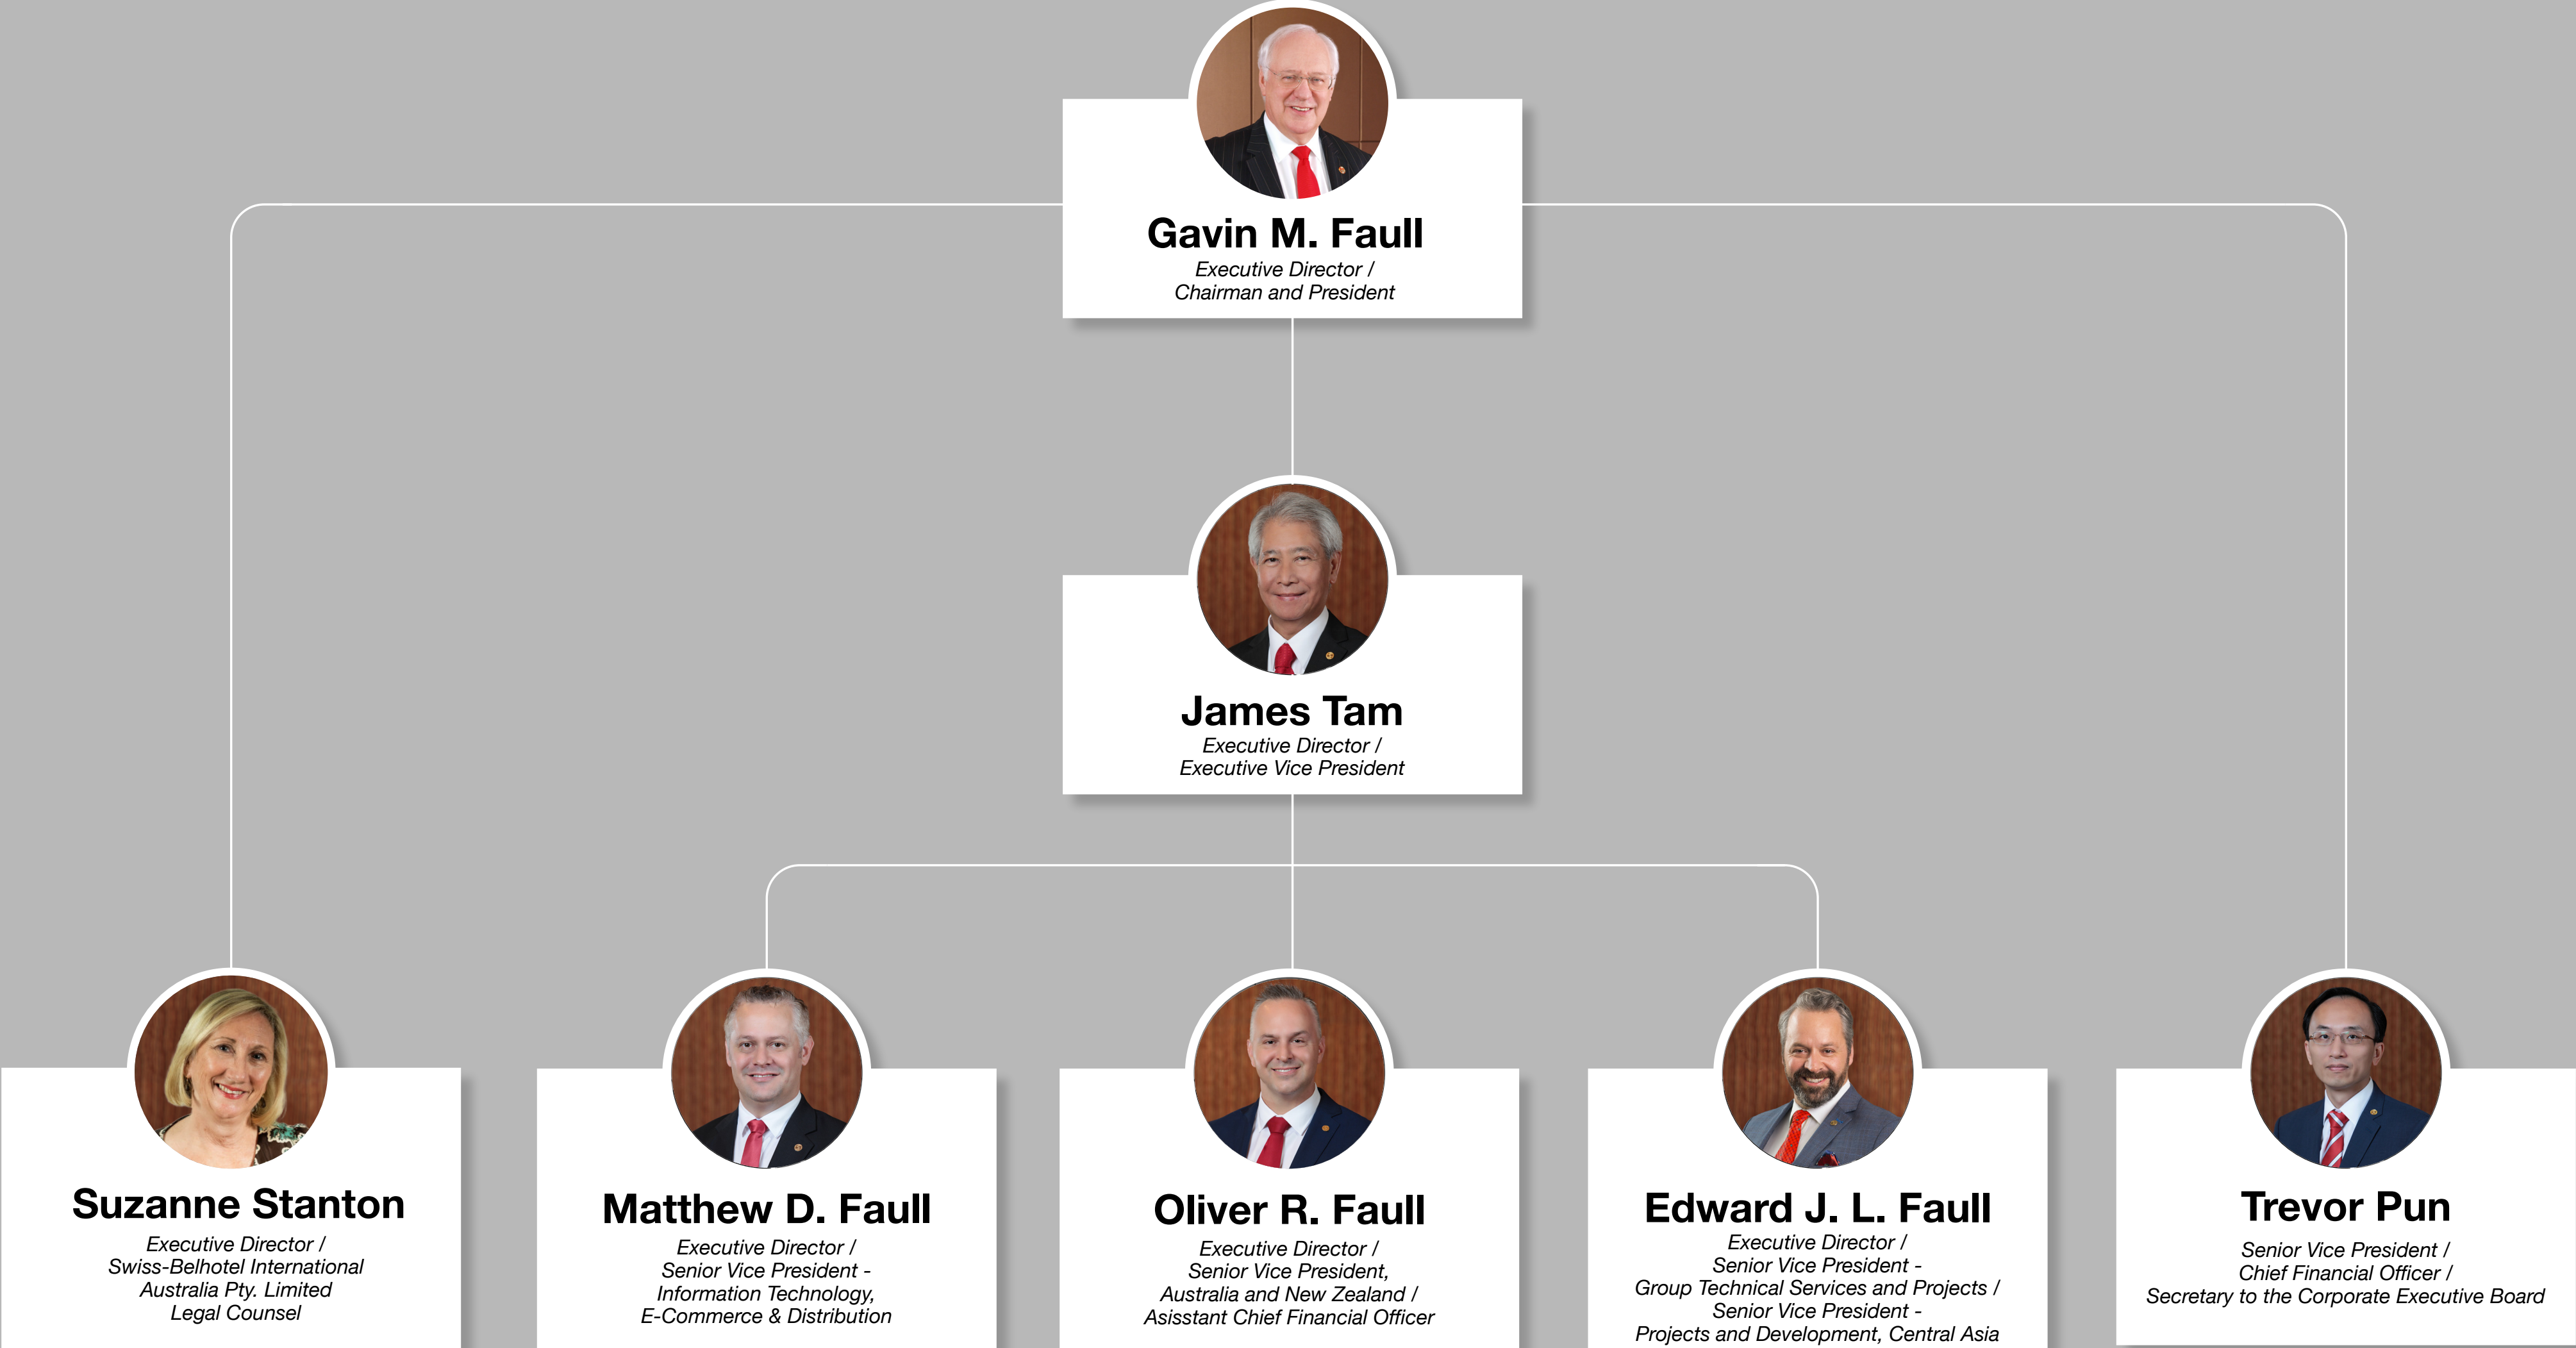 Gavin M. Faull
Executive Director /
Chairman and President
James Tam
Executive Director /
Executive Vice President
Suzanne Stanton
Executive Director /
Swiss-Belhotel International
Australia Pty. Limited
Legal Counsel
Matthew D. Faull
Executive Director /
Senior Vice President -
Information Technology,
E-Commerce & Distribution
Oliver R. Faull
Executive Director /
Senior Vice President,
Australia and New Zealand /
Asisstant Chief Financial Officer
Edward J. L. Faull
Executive Director /
Senior Vice President -
Group Technical Services and Projects /
Senior Vice President -
Projects and Development, Central Asia
Trevor Pun
Senior Vice President /
Chief Financial Officer /
Secretary to the Corporate Executive Board